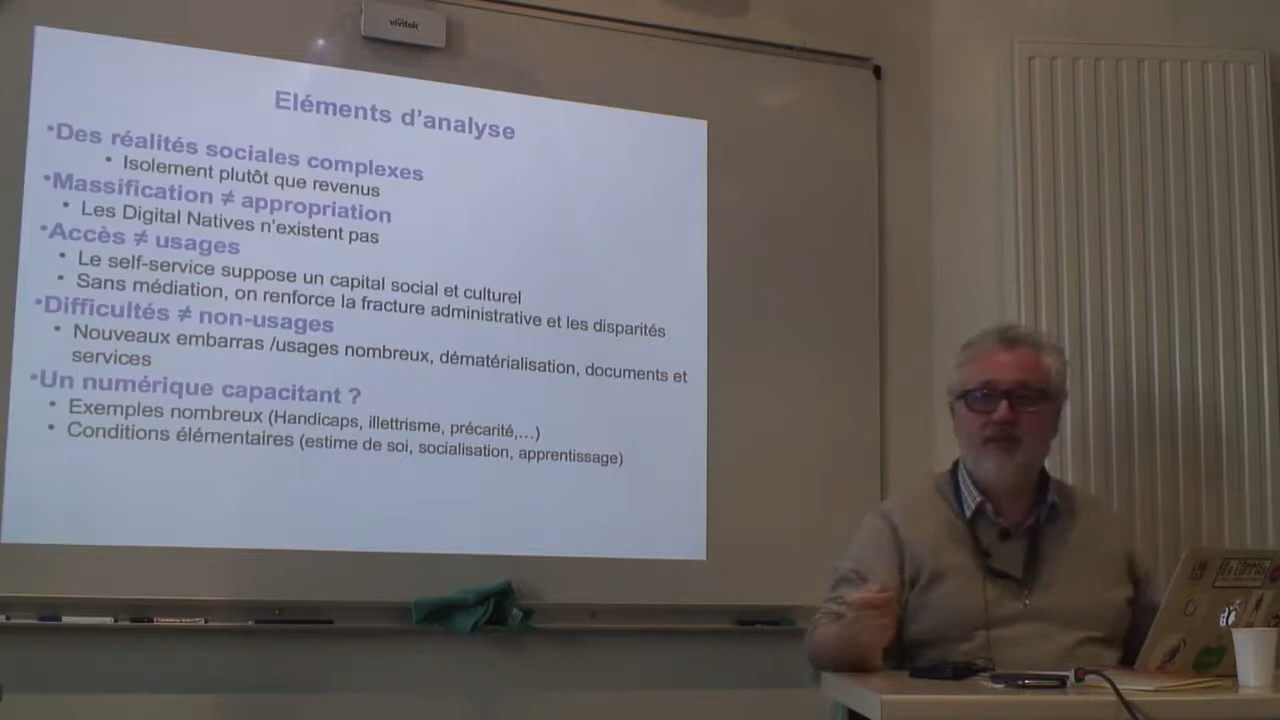 vivitek
Eléments d'analyse
•Des réalités sociales complexes
• Isolement plutôt que revenus
•Massification ≠ appropriation
• Les Digital Natives n'existent pas
•Accès ≠ usages
• Le self-service suppose un capital social et culturel
• Sans médiation, on renforce la fracture administrative et les disparités
•Difficultés ≠ non-usages
• Nouveaux embarras /usages nombreux, dématérialisation, documents et
services
•Un numérique capacitant ?
• Exemples nombreux (Handicaps, illettrisme, précarité,…)
• Conditions élémentaires (estime de soi, socialisation, apprentissage)